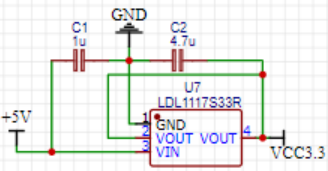 GND
C1
1u
C2
4.7u
U7
LDL1117S33R
+5V
1 GND
2 VOUT VOUT 4
3 VIN
VCC3.3